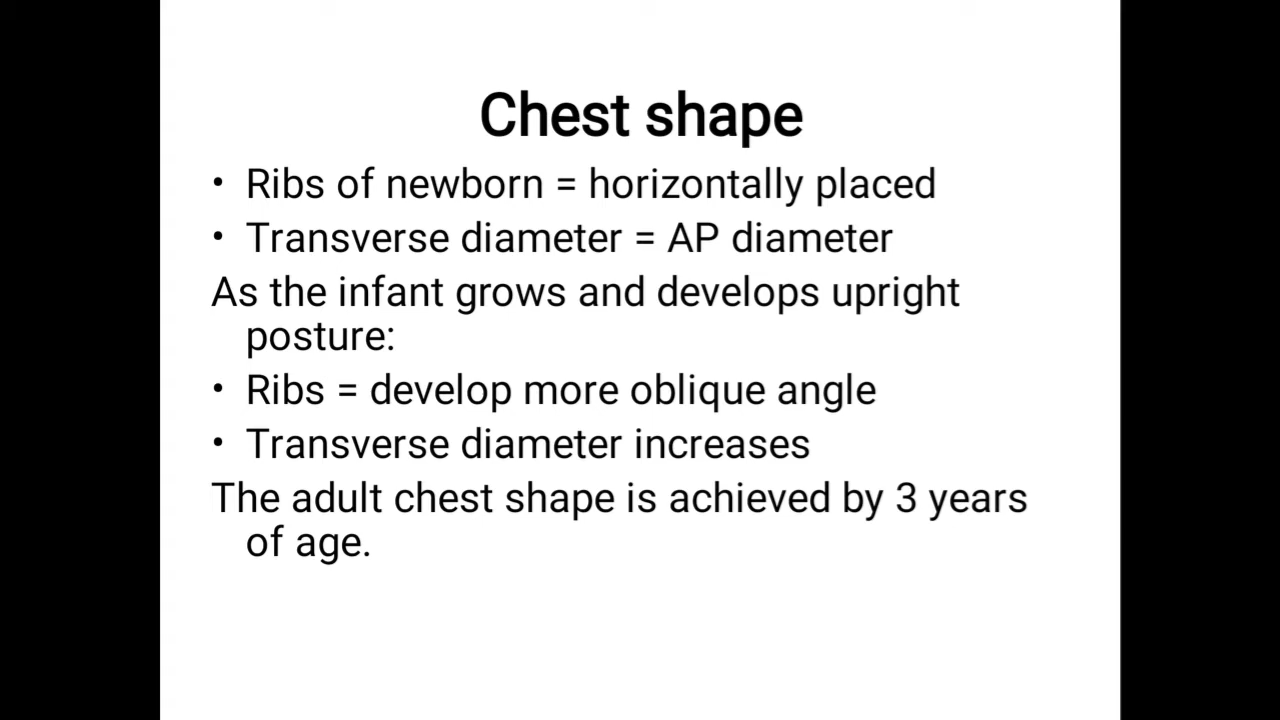 Chest shape
• Ribs of newborn = horizontally placed
• Transverse diameter = AP diameter
As the infant grows and develops upright
posture:
• Ribs = develop more oblique angle
• Transverse diameter increases
The adult chest shape is achieved by 3 years
of age.